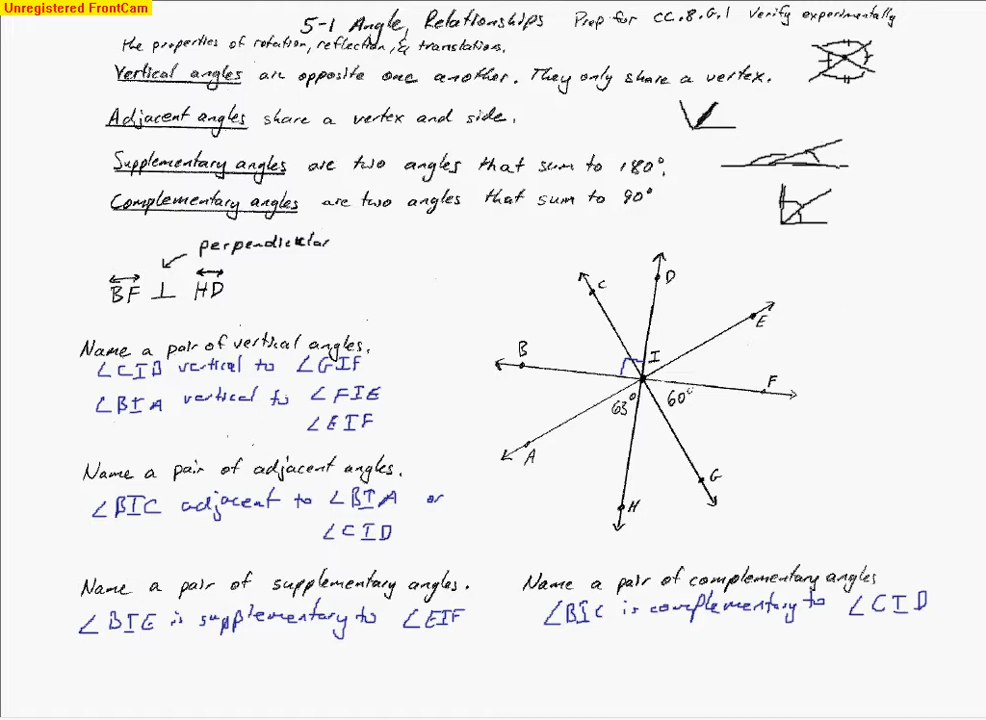 Unregistered FrontCam
5-1 Angle Relationships Prep for CC.8.G.1 Verify experimentally
the properties of rotation, reflection, & translations.
Vertical angles are opposite one another. They only share a vertex.
Adjacent angles share a vertex and side.
Supplementary angles are two angles that sum to 180°.
Complementary angles are two angles that sum to 90°
perpendicular
BF ⊥ HD
Name a pair of vertical angles.
∠CIB vertical to ∠GIF
∠BIA vertical to ∠FIE
∠EIF
Name a pair of adjacent angles.
∠BIC adjacent to ∠BIA or
∠CID
Name a pair of supplementary angles.
∠BIE is supplementary to ∠EIF
C
D
E
B
I
F
63°
60°
A
G
H
Name a pair of complementary angles
∠BIC is complementary to ∠CID